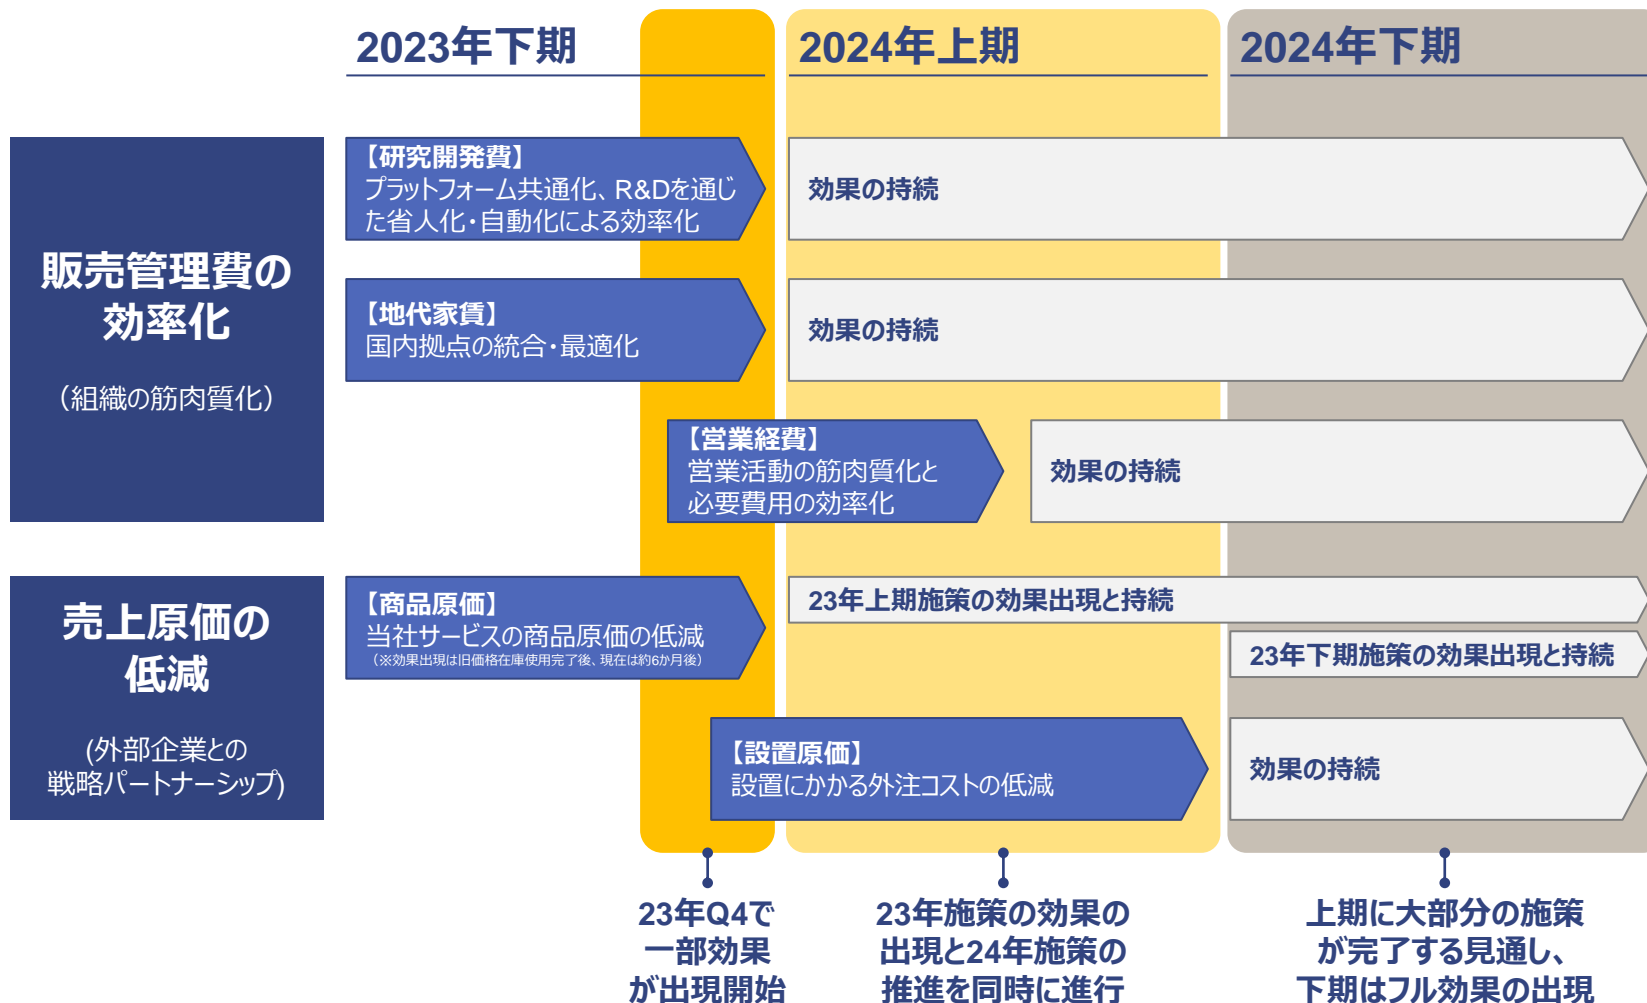 2023年下期
2024年上期
2024年下期
販売管理費の
効率化
（組織の筋肉質化）
【研究開発費】
プラットフォーム共通化、R&Dを通じ
た省人化・自動化による効率化
効果の持続
【地代家賃】
国内拠点の統合・最適化
効果の持続
【営業経費】
営業活動の筋肉質化と
必要費用の効率化
効果の持続
売上原価の
低減
(外部企業との
戦略パートナーシップ)
【商品原価】
当社サービスの商品原価の低減
（※効果出現は旧価格在庫使用完了後、現在は約6か月後）
23年上期施策の効果出現と持続
23年下期施策の効果出現と持続
【設置原価】
設置にかかる外注コストの低減
効果の持続
23年Q4で
一部効果
が出現開始
23年施策の効果の
出現と24年施策の
推進を同時に進行
上期に大部分の施策
が完了する見通し、
下期はフル効果の出現